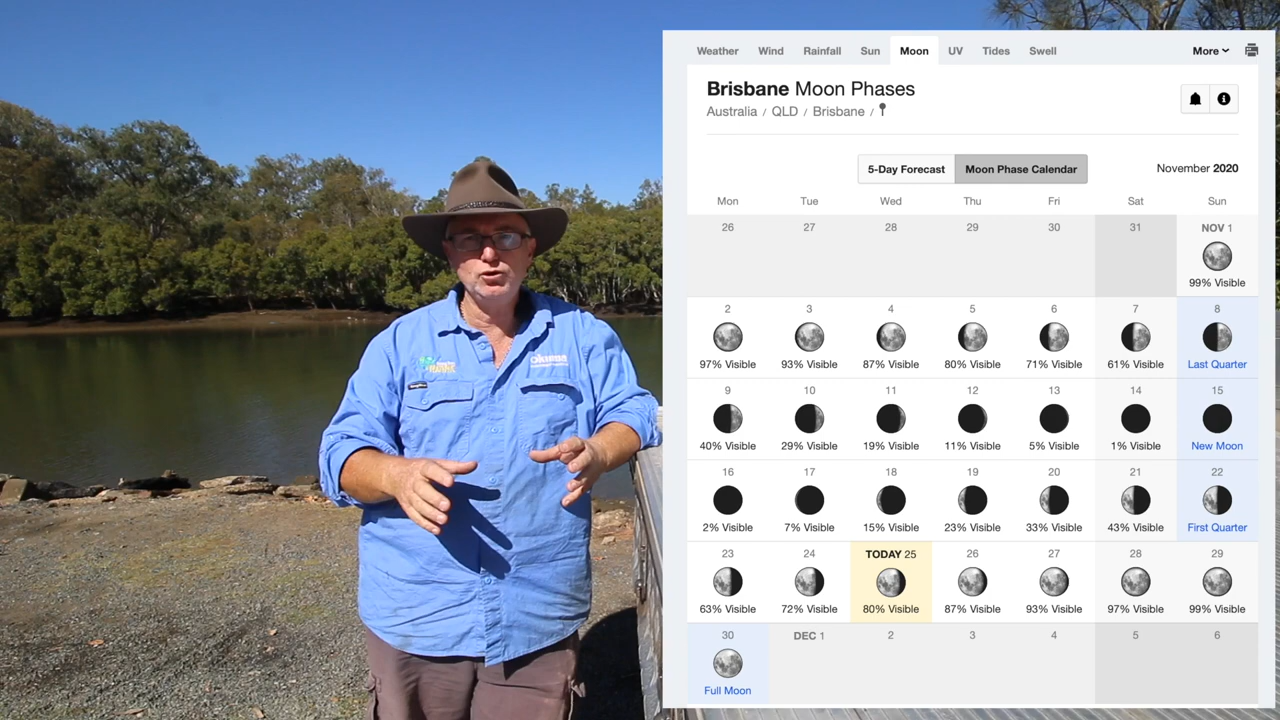 Weather Wind Rainfall Sun Moon UV Tides Swell More
Brisbane Moon Phases
Australia / QLD / Brisbane /
5-Day Forecast Moon Phase Calendar November 2020
Mon Tue Wed Thu Fri Sat Sun
26 27 28 29 30 31 NOV 1
99% Visible
2 3 4 5 6 7 8
97% Visible 93% Visible 87% Visible 80% Visible 71% Visible 61% Visible Last Quarter
9 10 11 12 13 14 15
40% Visible 29% Visible 19% Visible 11% Visible 5% Visible 1% Visible New Moon
16 17 18 19 20 21 22
2% Visible 7% Visible 15% Visible 23% Visible 33% Visible 43% Visible First Quarter
23 24 TODAY 25 26 27 28 29
63% Visible 72% Visible 80% Visible 87% Visible 93% Visible 97% Visible 99% Visible
30 DEC 1 2 3 4 5 6
Full Moon
okuma